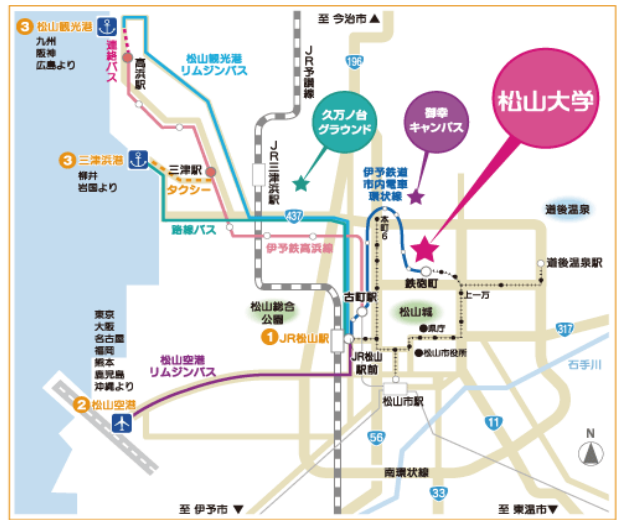 至 今治市▲
3 松山観光港
九州
阪神
広島より
連絡バス
高浜駅
松山観光港
リムジンバス
JR予讃線
196
久万ノ台
グラウンド
御幸
キャンパス
松山大学
3 三津浜港
柳井
岩国より
三津駅
タクシー
JR三津浜駅
伊予鉄道
市内電車
環状線
道後温泉
437
路線バス
伊予鉄高浜線
本町6
道後温泉駅
鉄砲町
上一万
古町駅
松山総合
公園
松山城
1 JR松山駅
●県庁
●松山市役所
317
JR松山
駅前
石手川
東京
大阪
名古屋
福岡
熊本
鹿児島
沖縄より
松山空港
リムジンバス
2 松山空港
松山市駅
56
11
N
南環状線
33
至 伊予市 ▼
至 東温市▼